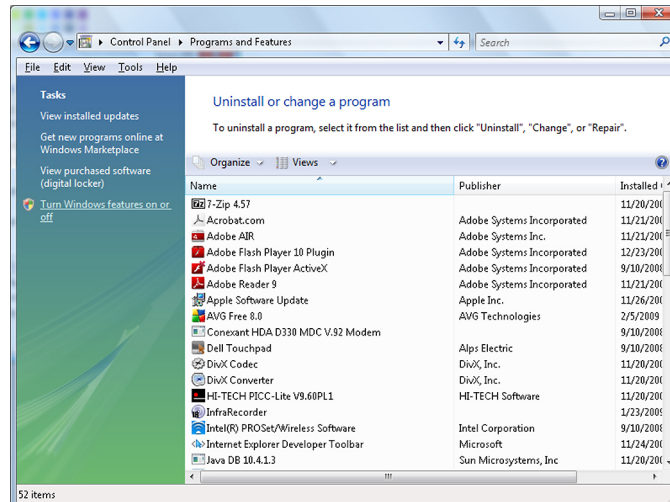 Control Panel Programs and Features Search
File Edit View Tools Help
Tasks
View installed updates
Get new programs online at
Windows Marketplace
View purchased software
(digital locker)
Turn Windows features on or
off
Uninstall or change a program
To uninstall a program, select it from the list and then click "Uninstall", "Change", or "Repair".
Organize Views
Name Publisher Installed
7-Zip 4.57 11/20/200
Acrobat.com Adobe Systems Incorporated 11/21/200
Adobe AIR Adobe Systems Inc. 11/21/200
Adobe Flash Player 10 Plugin Adobe Systems Incorporated 12/23/200
Adobe Flash Player ActiveX Adobe Systems Incorporated 9/10/2008
Adobe Reader 9 Adobe Systems Incorporated 11/21/200
Apple Software Update Apple Inc. 11/26/200
AVG Free 8.0 AVG Technologies 2/5/2009
Conexant HDA D330 MDC V.92 Modem 9/10/2008
Dell Touchpad Alps Electric 9/10/2008
DivX Codec DivX, Inc. 11/20/200
DivX Converter DivX, Inc. 11/20/200
HI-TECH PICC-Lite V9.60PL1 HI-TECH Software 11/20/200
InfraRecorder 1/23/2009
Intel(R) PROSet/Wireless Software Intel Corporation 9/10/2008
Internet Explorer Developer Toolbar Microsoft 11/24/200
Java DB 10.4.1.3 Sun Microsystems, Inc 11/20/200
52 items